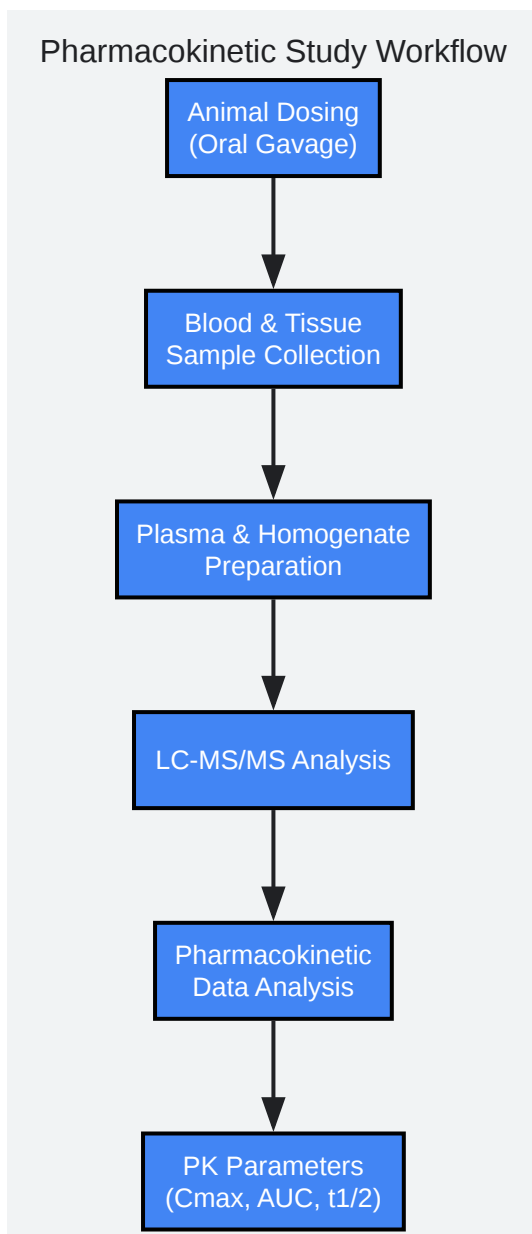 Pharmacokinetic Study Workflow
Animal Dosing
(Oral Gavage)
Blood & Tissue
Sample Collection
Plasma & Homogenate
Preparation
LC-MS/MS Analysis
Pharmacokinetic
Data Analysis
PK Parameters
(Cmax, AUC, t1/2)